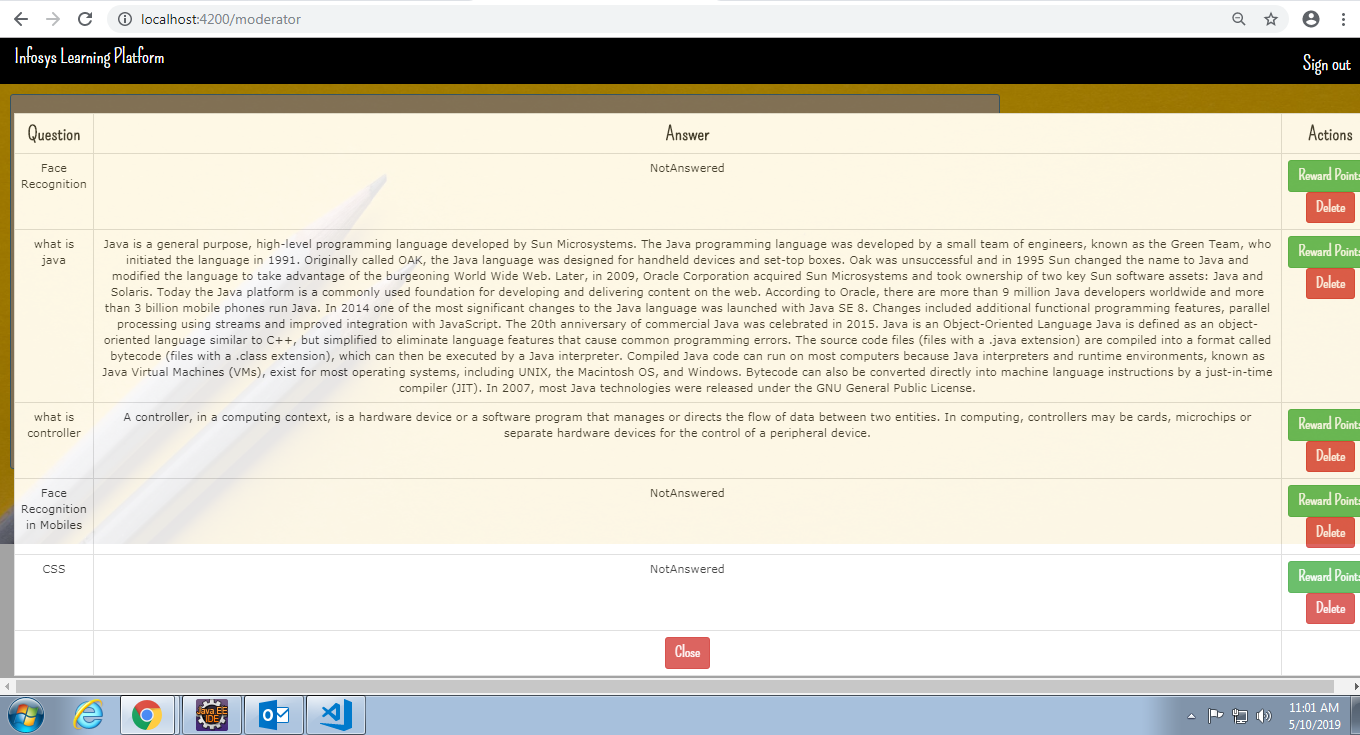 localhost:4200/moderator
Infosys Learning Platform
Sign out
Question
Answer
Actions
Face
Recognition
NotAnswered
Reward Points
Delete
what is
java
Java is a general purpose, high-level programming language developed by Sun Microsystems. The Java programming language was developed by a small team of engineers, known as the Green Team, who
initiated the language in 1991. Originally called OAK, the Java language was designed for handheld devices and set-top boxes. Oak was unsuccessful and in 1995 Sun changed the name to Java and
modified the language to take advantage of the burgeoning World Wide Web. Later, in 2009, Oracle Corporation acquired Sun Microsystems and took ownership of two key Sun software assets: Java and
Solaris. Today the Java platform is a commonly used foundation for developing and delivering content on the web. According to Oracle, there are more than 9 million Java developers worldwide and more
than 3 billion mobile phones run Java. In 2014 one of the most significant changes to the Java language was launched with Java SE 8. Changes included additional functional programming features, parallel
processing using streams and improved integration with JavaScript. The 20th anniversary of commercial Java was celebrated in 2015. Java is an Object-Oriented Language Java is defined as an object-
oriented language similar to C++, but simplified to eliminate language features that cause common programming errors. The source code files (files with a .java extension) are compiled into a format called
bytecode (files with a .class extension), which can then be executed by a Java interpreter. Compiled Java code can run on most computers because Java interpreters and runtime environments, known as
Java Virtual Machines (VMs), exist for most operating systems, including UNIX, the Macintosh OS, and Windows. Bytecode can also be converted directly into machine language instructions by a just-in-time
compiler (JIT). In 2007, most Java technologies were released under the GNU General Public License.
Reward Points
Delete
what is
controller
A controller, in a computing context, is a hardware device or a software program that manages or directs the flow of data between two entities. In computing, controllers may be cards, microchips or
separate hardware devices for the control of a peripheral device.
Reward Points
Delete
Face
Recognition
in Mobiles
NotAnswered
Reward Points
Delete
CSS
NotAnswered
Reward Points
Delete
Close
Java EE
IDE
11:01 AM
5/10/2019